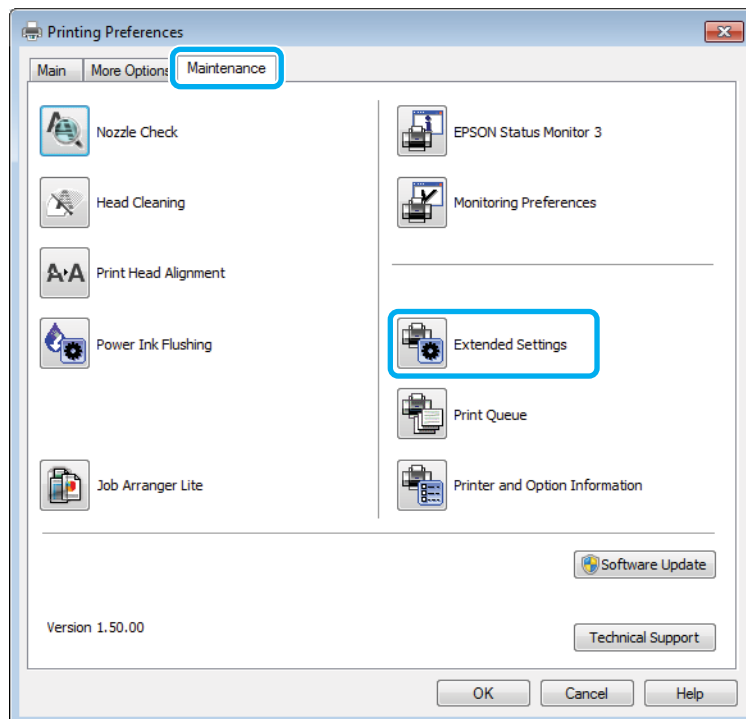 Printing Preferences
Main
More Options
Maintenance
Nozzle Check
Head Cleaning
A
A
Print Head Alignment
Power Ink Flushing
Job Arranger Lite
EPSON Status Monitor 3
Monitoring Preferences
Extended Settings
Print Queue
Printer and Option Information
Software Update
Version 1.50.00
Technical Support
OK
Cancel
Help